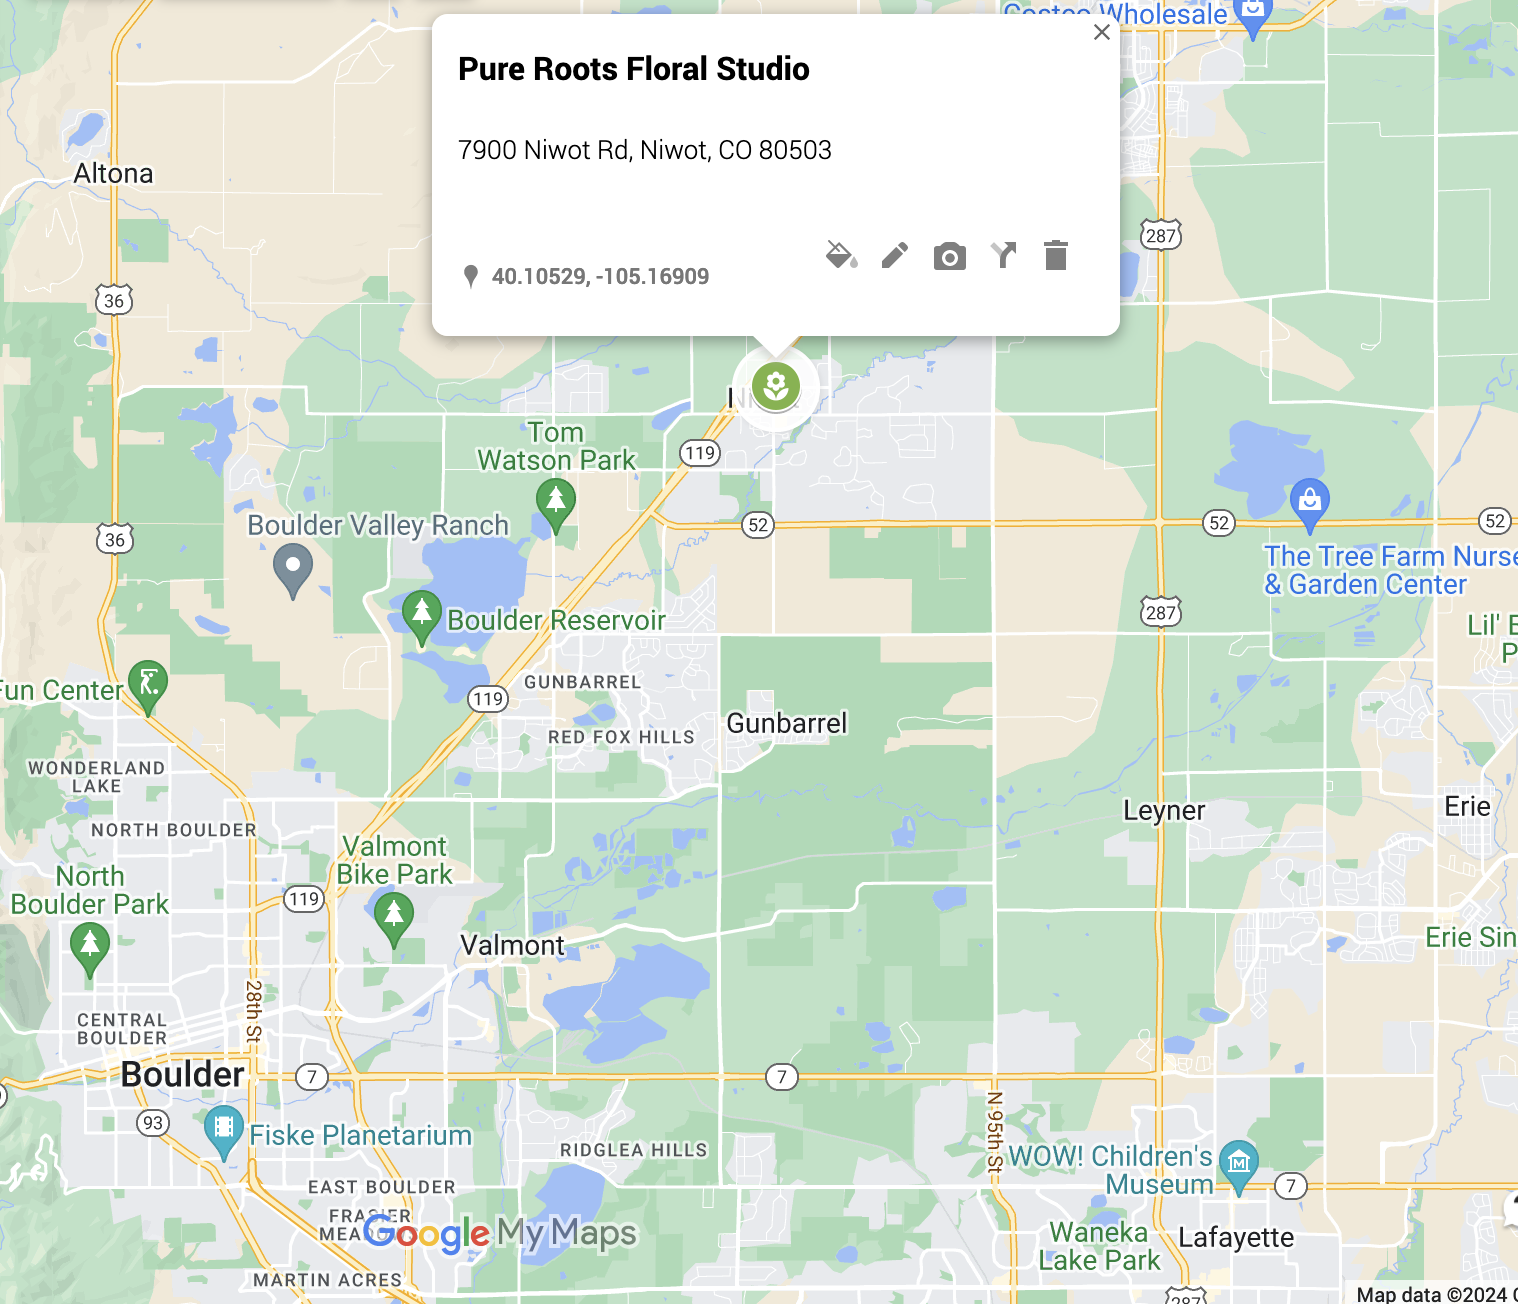 Costco Wholesale
Pure Roots Floral Studio
7900 Niwot Rd, Niwot, CO 80503
40.10529, -105.16909
Altona
287
36
Tom
Watson Park
119
52
52
52
Boulder Valley Ranch
36
The Tree Farm Nurse
& Garden Center
Boulder Reservoir
287
Lil'
Fun Center
119
GUNBARREL
RED FOX HILLS
Gunbarrel
WONDERLAND
LAKE
NORTH BOULDER
Leyner
Erie
Valmont
Bike Park
North
Boulder Park
119
Valmont
Erie Sin
28th St
CENTRAL
BOULDER
Boulder
7
7
93
Fiske Planetarium
N 95th St
RIDGLEA HILLS
WOW! Children's
Museum
7
EAST BOULDER
FRASIER
Google My Maps
Waneka
Lake Park
Lafayette
MARTIN ACRES
287
Map data ©2024